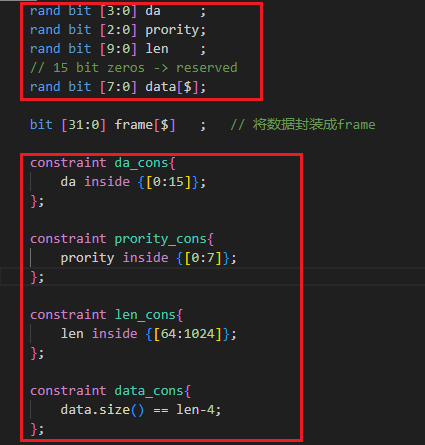 rand bit [3:0] da     ;
rand bit [2:0] prority;
rand bit [9:0] len    ;
// 15 bit zeros -> reserved
rand bit [7:0] data[$];
bit [31:0] frame[$]   ;   // 将数据封装成frame
constraint da_cons{
    da inside {[0:15]};
};
constraint prority_cons{
    prority inside {[0:7]};
};
constraint len_cons{
    len inside {[64:1024]};
};
constraint data_cons{
    data.size() == len-4;
};